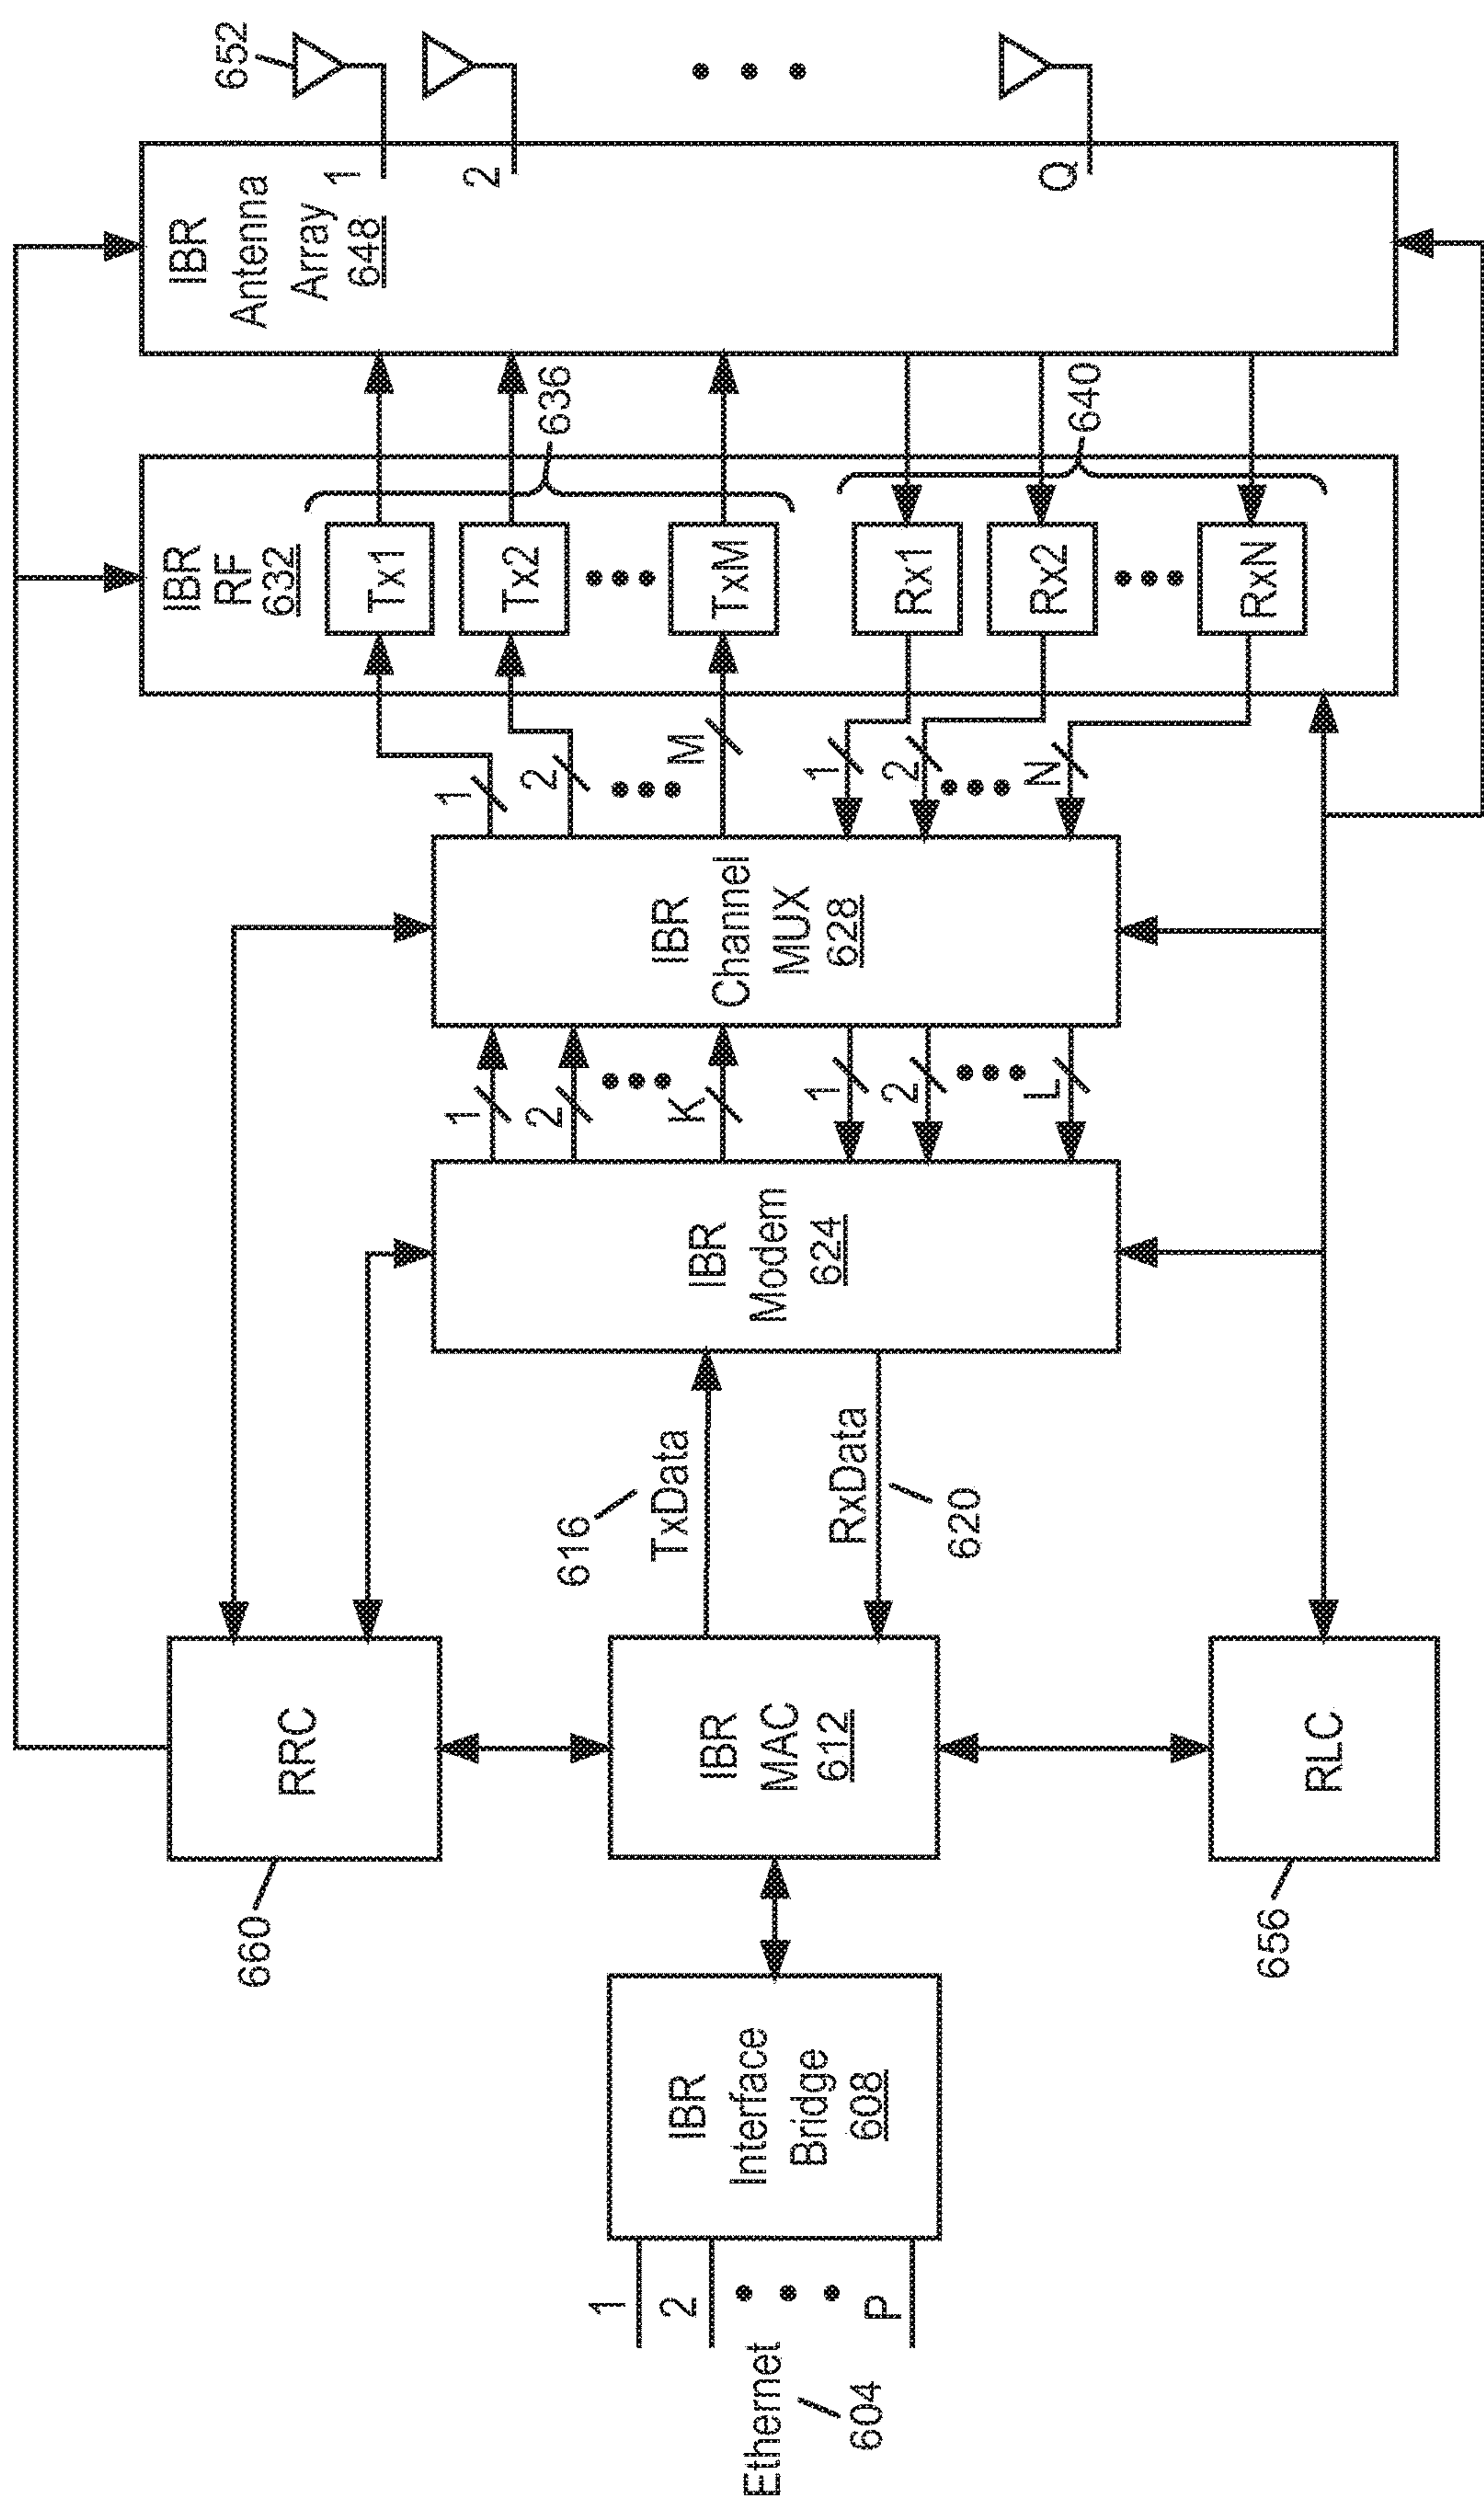 Ethernet
604
1
2
P
IBR
Interface
Bridge
608
660
RRC
IBR
MAC
612
656
RLC
616
TxData
RxData
620
IBR
Modem
624
1
2
K
1
2
L
IBR
Channel
MUX
628
1
2
M
1
2
N
IBR
RF
632
Tx1
Tx2
TxM
Rx1
Rx2
RxN
636
640
IBR
Antenna
Array
648
1
2
Q
652